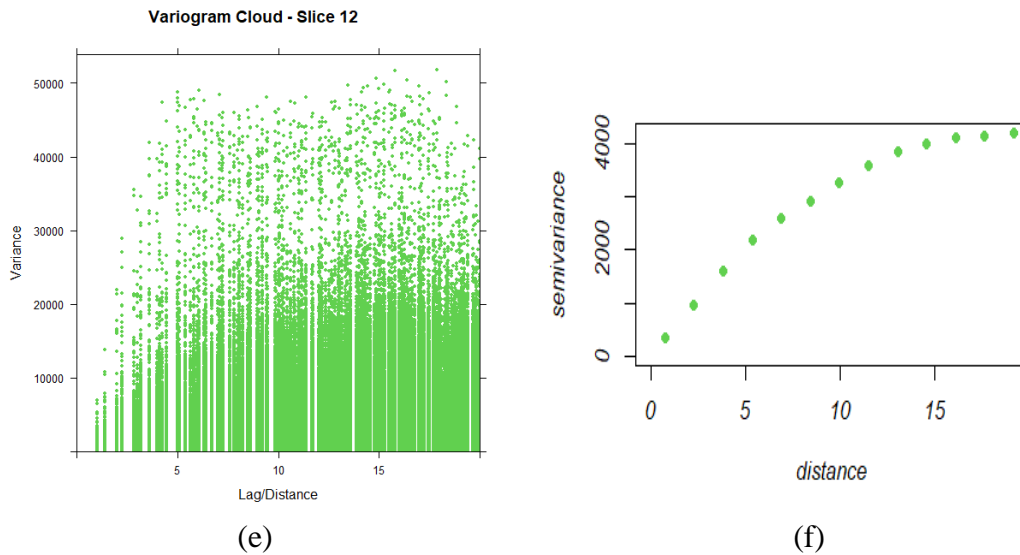 Variogram Cloud - Slice 12
Variance
50000
40000
30000
20000
10000
5
10
15
Lag/Distance
(e)
semivariance
4000
2000
0
0
5
10
15
distance
(f)